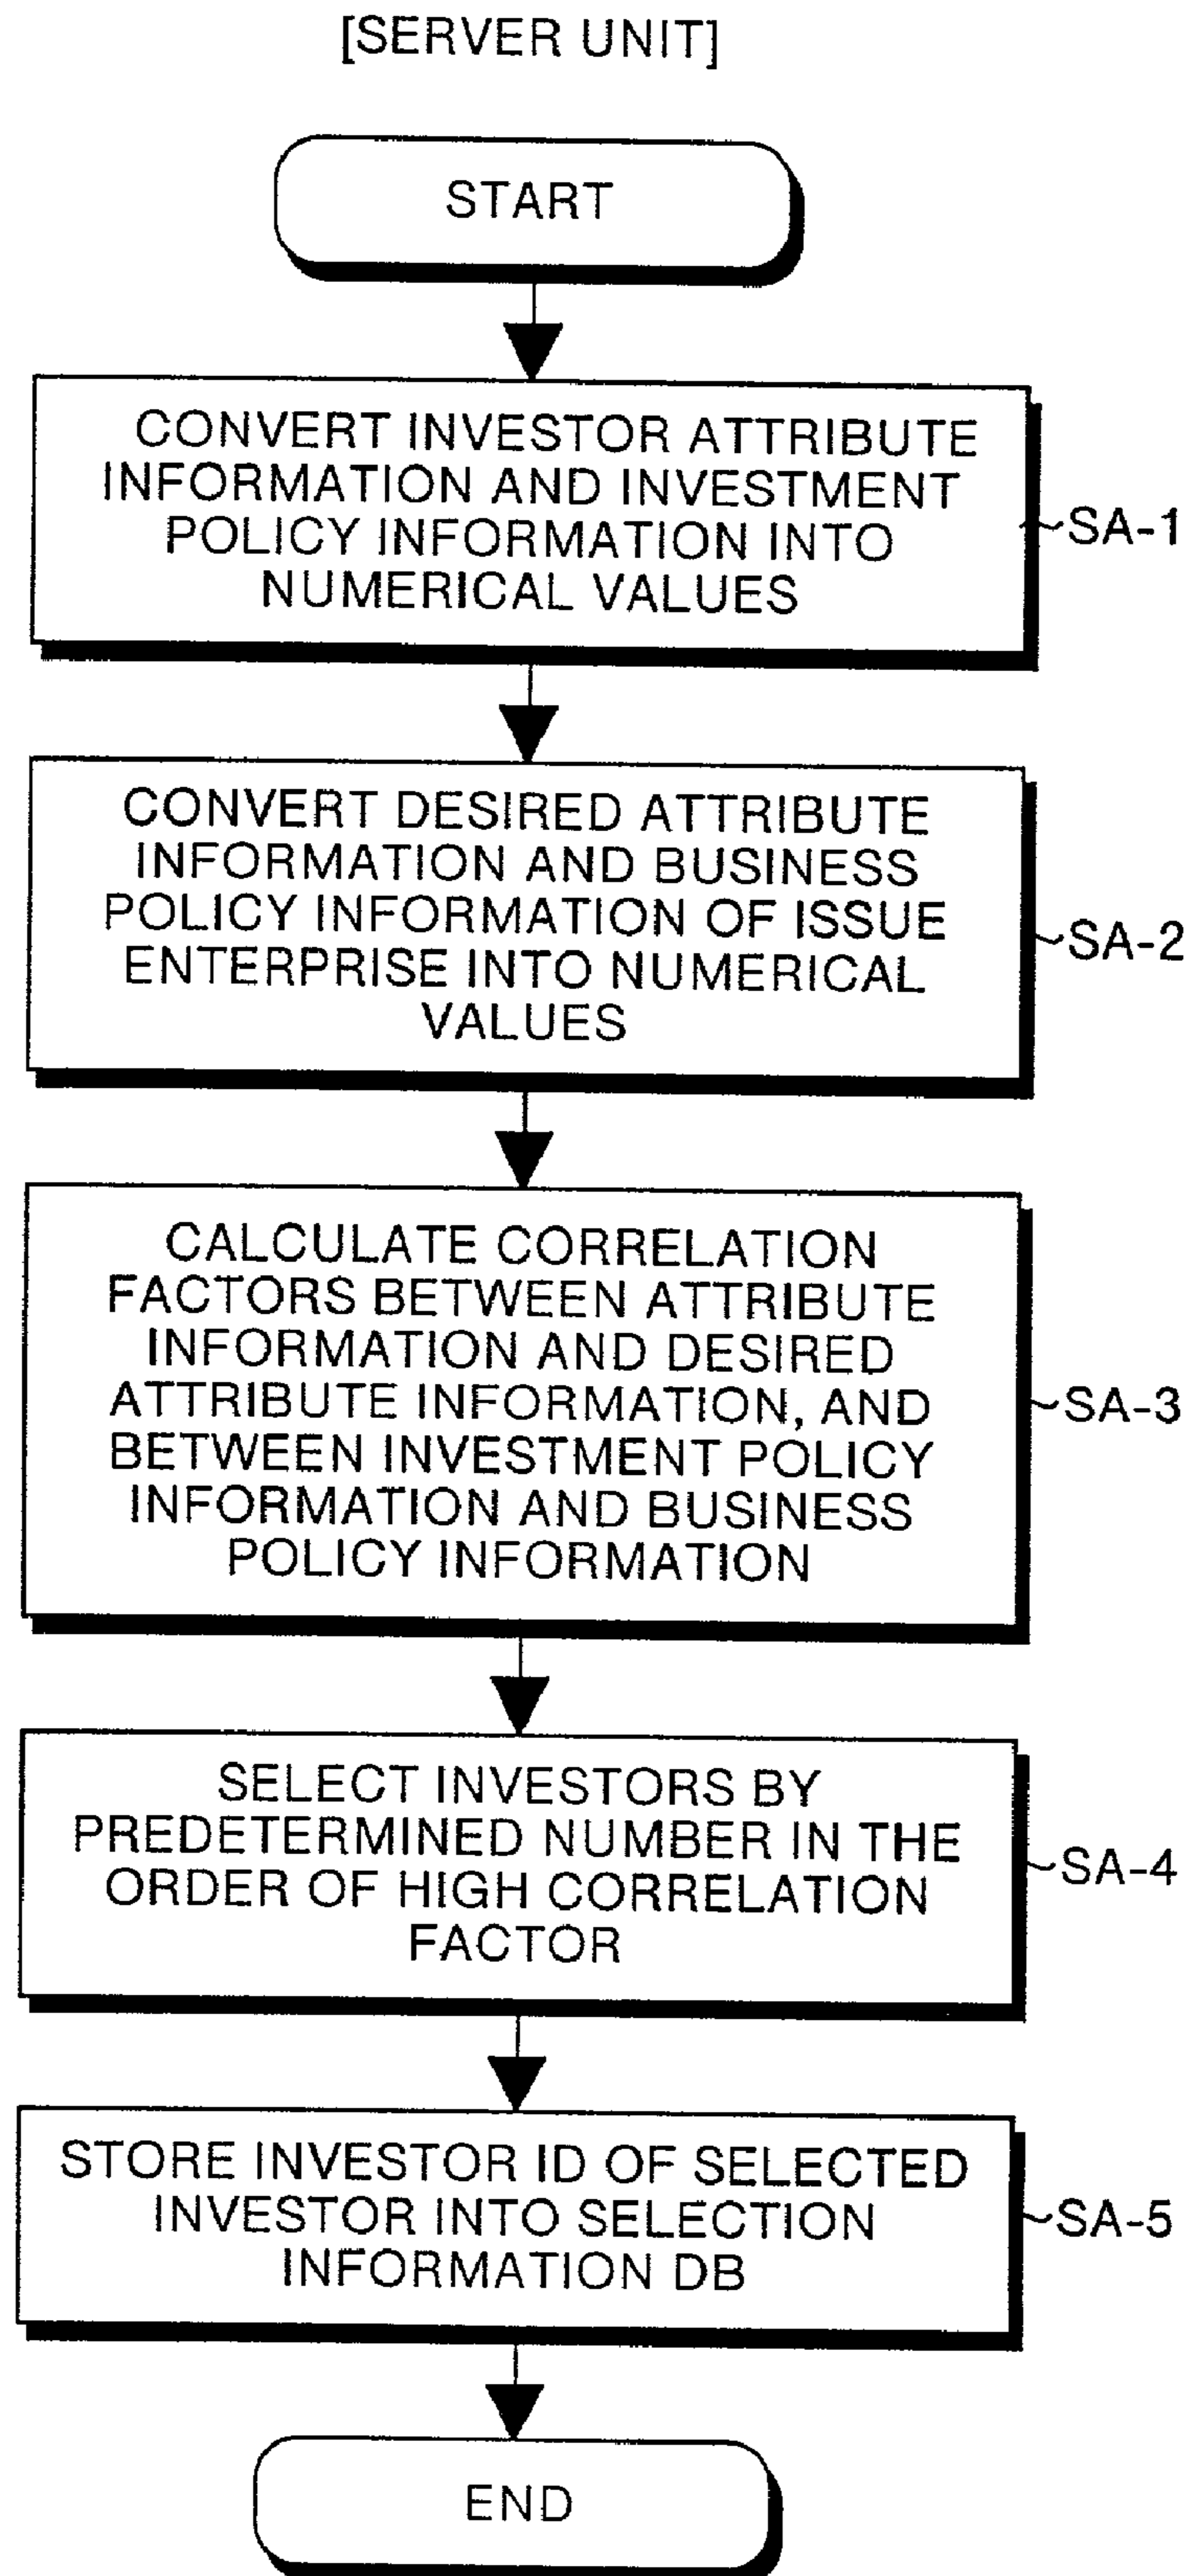 [SERVER UNIT]
START
CONVERT INVESTOR ATTRIBUTE
INFORMATION AND INVESTMENT
POLICY INFORMATION INTO
NUMERICAL VALUES
SA-1
CONVERT DESIRED ATTRIBUTE
INFORMATION AND BUSINESS
POLICY INFORMATION OF ISSUE
ENTERPRISE INTO NUMERICAL
VALUES
SA-2
CALCULATE CORRELATION
FACTORS BETWEEN ATTRIBUTE
INFORMATION AND DESIRED
ATTRIBUTE INFORMATION, AND
BETWEEN INVESTMENT POLICY
INFORMATION AND BUSINESS
POLICY INFORMATION
SA-3
SELECT INVESTORS BY
PREDETERMINED NUMBER IN THE
ORDER OF HIGH CORRELATION
FACTOR
SA-4
STORE INVESTOR ID OF SELECTED
INVESTOR INTO SELECTION
INFORMATION DB
SA-5
END